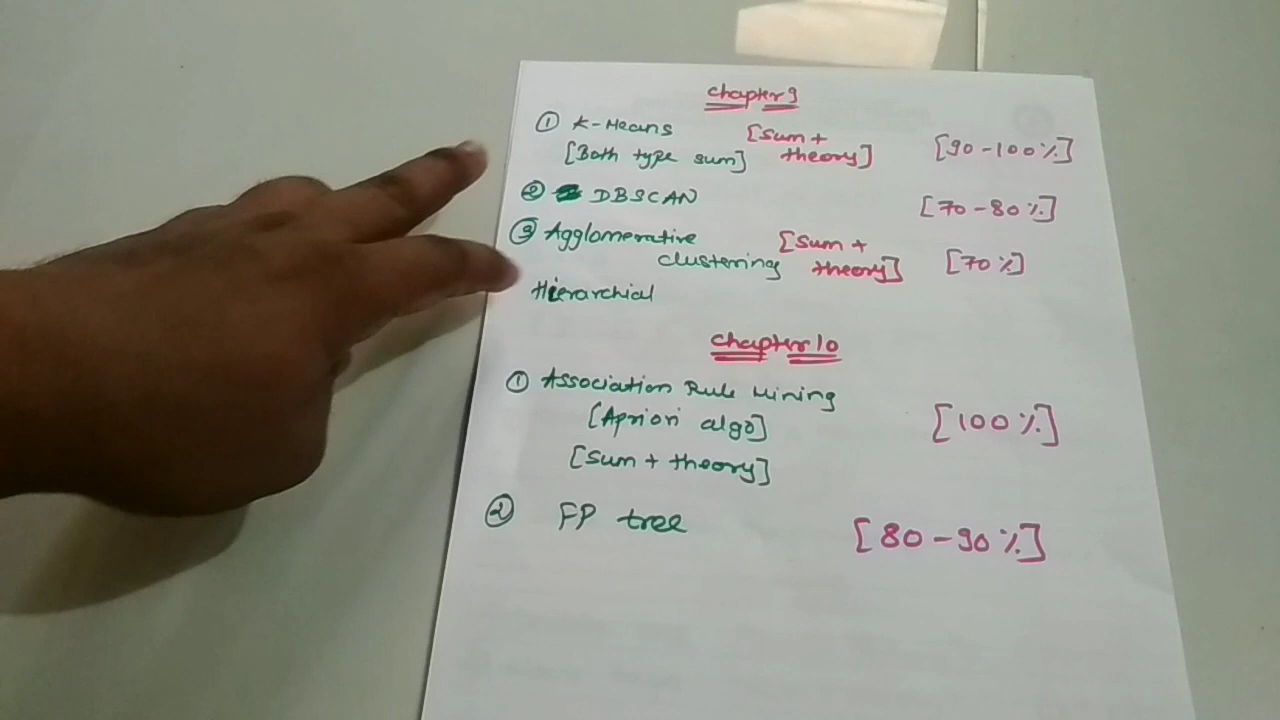 Chapter 9
① K-Means [Sum + theory] [90-100%]
[Both type sum]
② DBSCAN [70-80%]
③ Agglomerative clustering [Sum + theory] [70%]
Hierarchial
Chapter 10
① Association Rule Mining [100%]
[Apriori algo]
[Sum + theory]
② FP tree [80-90%]